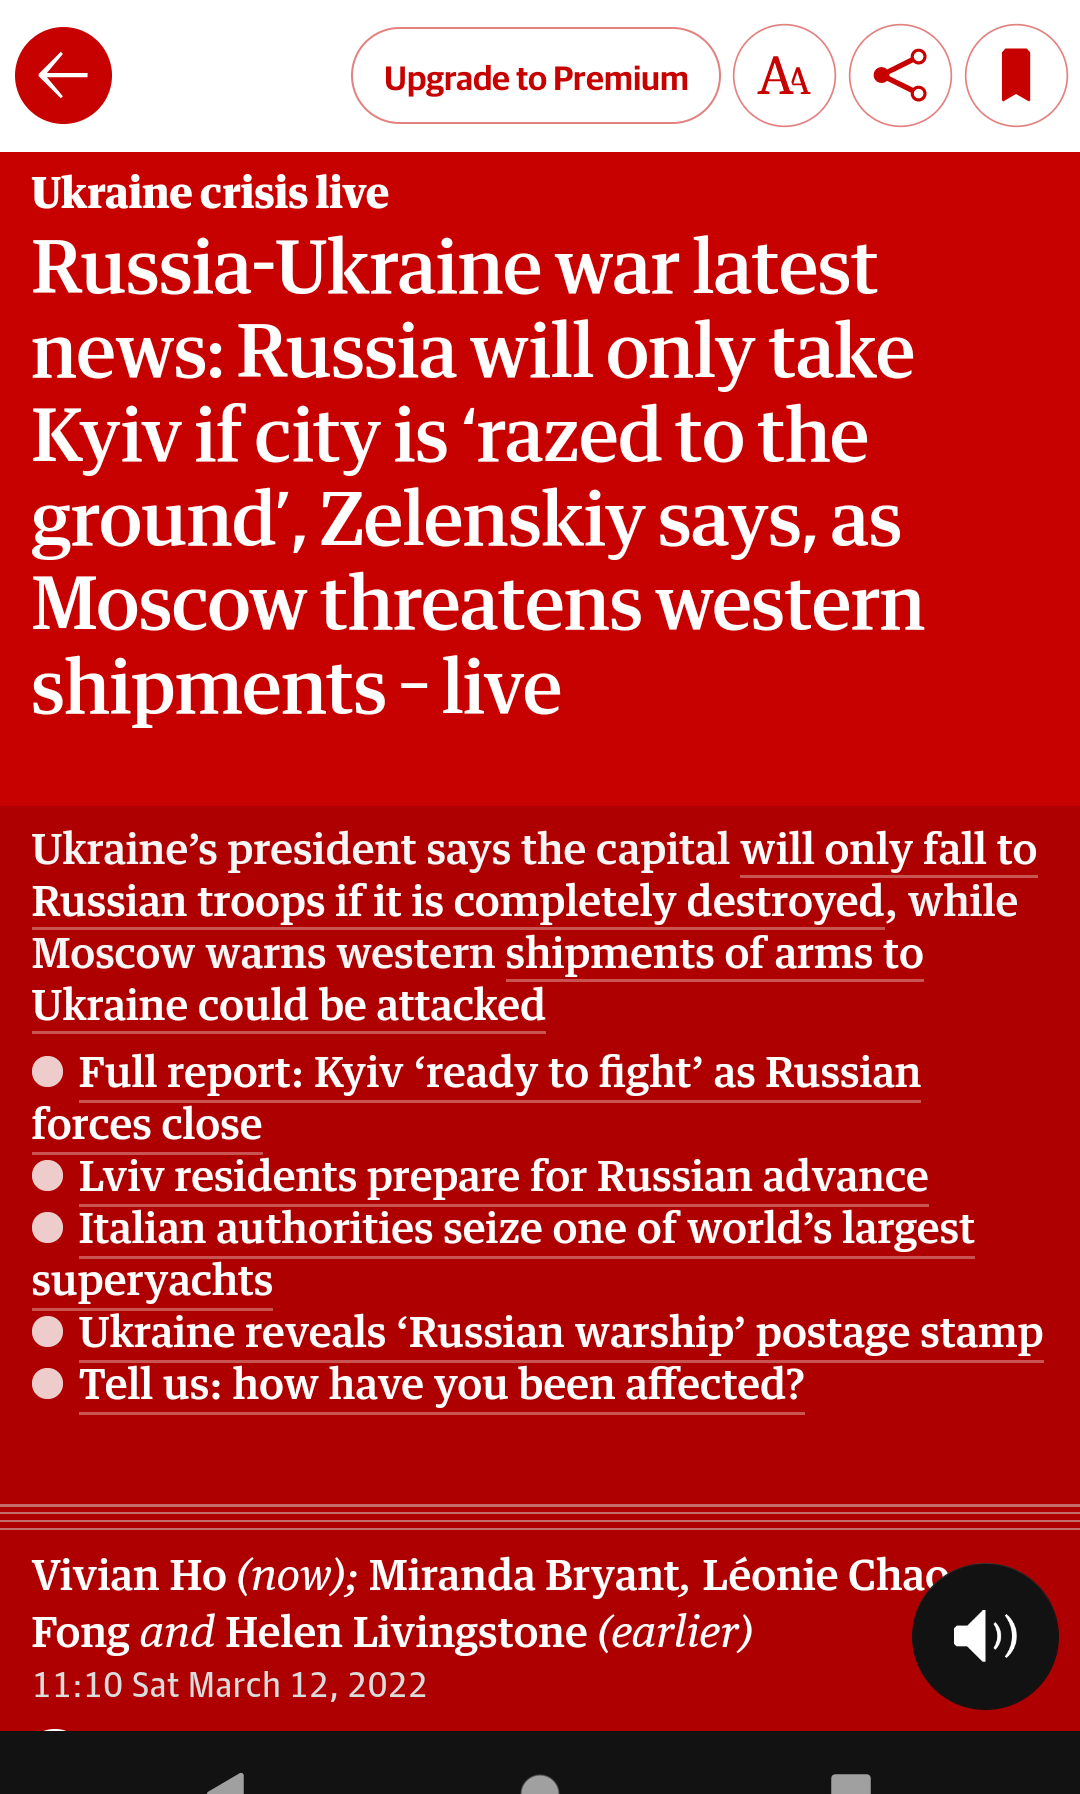 Upgrade to Premium
AA
Ukraine crisis live
Russia-Ukraine war latest
news: Russia will only take
Kyiv if city is ‘razed to the
ground’, Zelenskiy says, as
Moscow threatens western
shipments – live
Ukraine’s president says the capital will only fall to
Russian troops if it is completely destroyed, while
Moscow warns western shipments of arms to
Ukraine could be attacked
Full report: Kyiv ‘ready to fight’ as Russian
forces close
Lviv residents prepare for Russian advance
Italian authorities seize one of world’s largest
superyachts
Ukraine reveals ‘Russian warship’ postage stamp
Tell us: how have you been affected?
Vivian Ho (now); Miranda Bryant, Léonie Chao
Fong and Helen Livingstone (earlier)
11:10 Sat March 12, 2022